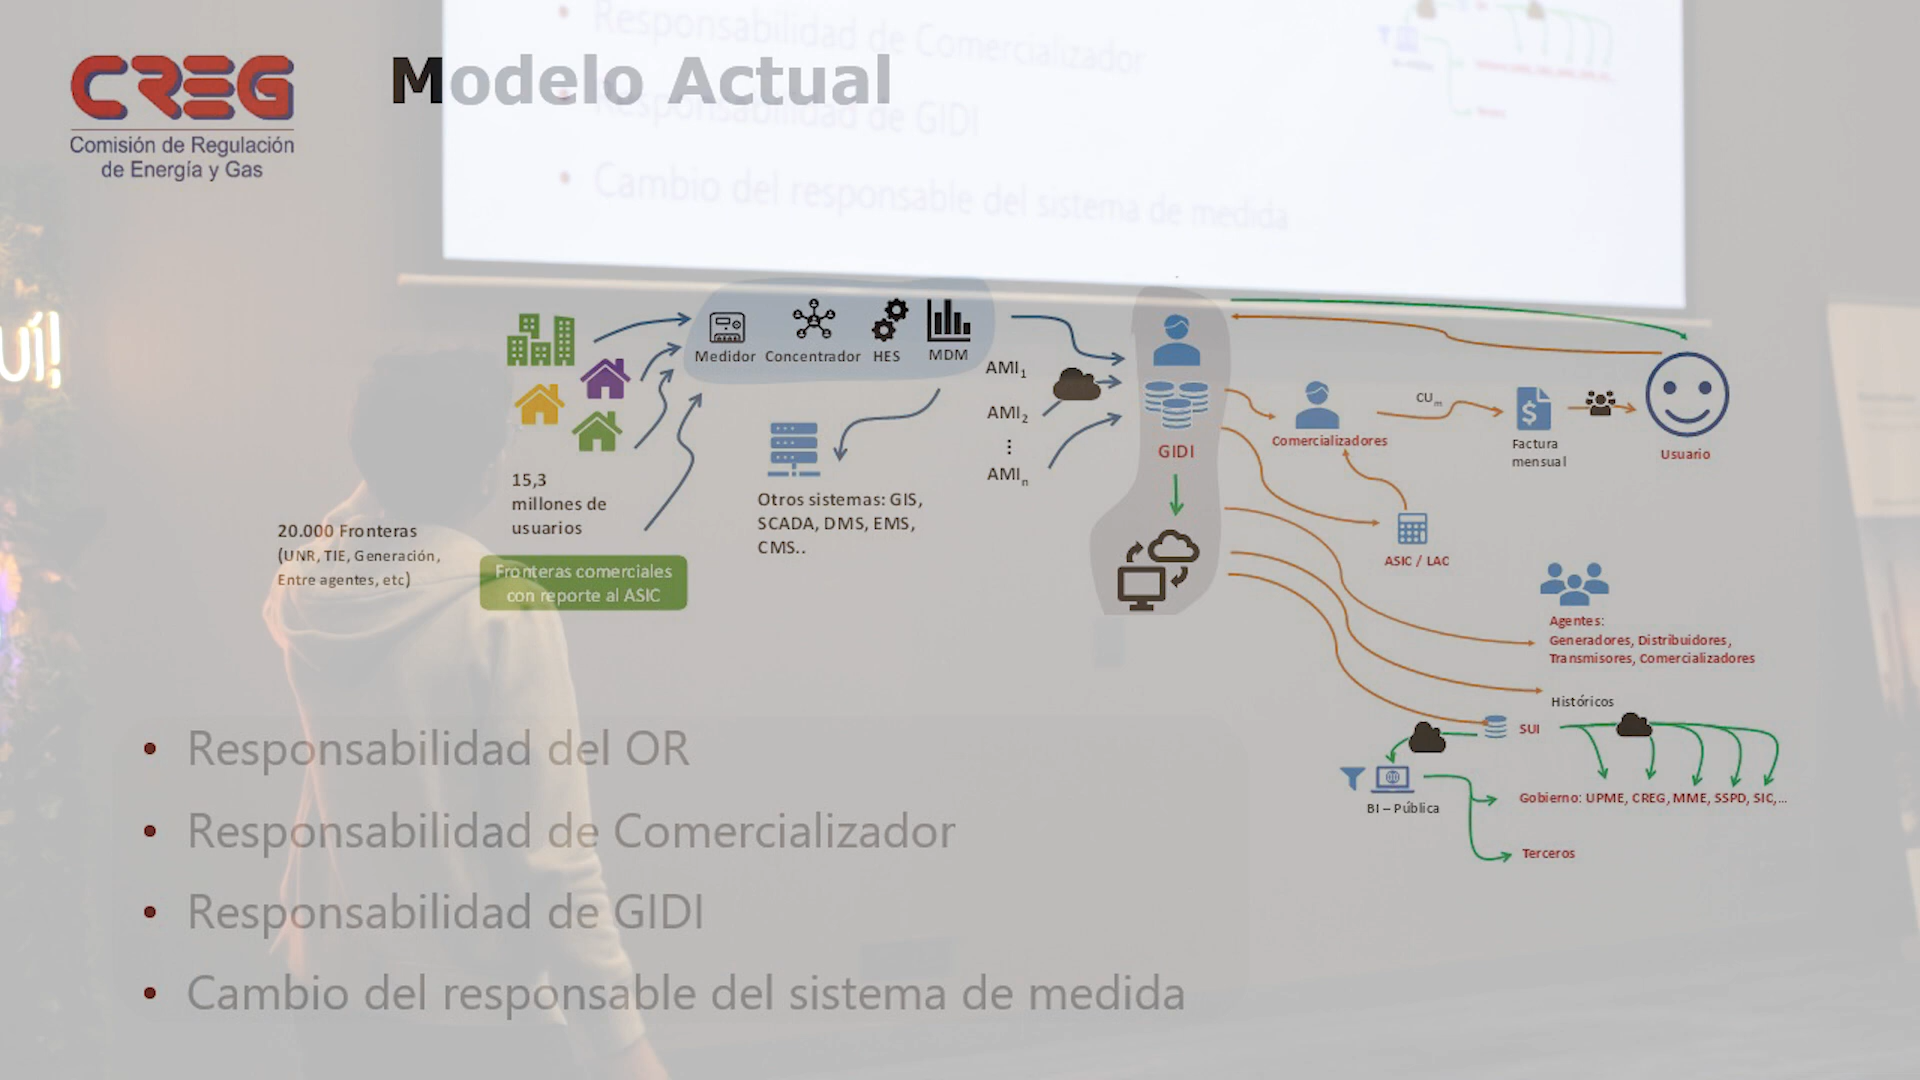 Responsabilidad de Comercializador
Responsabilidad de GIDI
Cambio del responsable del sistema de medida
CREG
Comisión de Regulación
de Energía y Gas
Modelo Actual
uí!
Medidor
Concentrador
HES
MDM
15,3
millones de
usuarios
20.000 Fronteras
(UNR, TIE, Generación,
Entre agentes, etc)
Fronteras comerciales
con reporte al ASIC
Otros sistemas: GIS,
SCADA, DMS, EMS,
CMS..
AMI1
AMI2
⋮
AMIn
GIDI
Comercializadores
CUm
$
Factura
mensual
Usuario
ASIC / LAC
Agentes:
Generadores, Distribuidores,
Transmisores, Comercializadores
Históricos
SUI
BI – Pública
Gobierno: UPME, CREG, MME, SSPD, SIC,...
Terceros
• Responsabilidad del OR
• Responsabilidad de Comercializador
• Responsabilidad de GIDI
• Cambio del responsable del sistema de medida